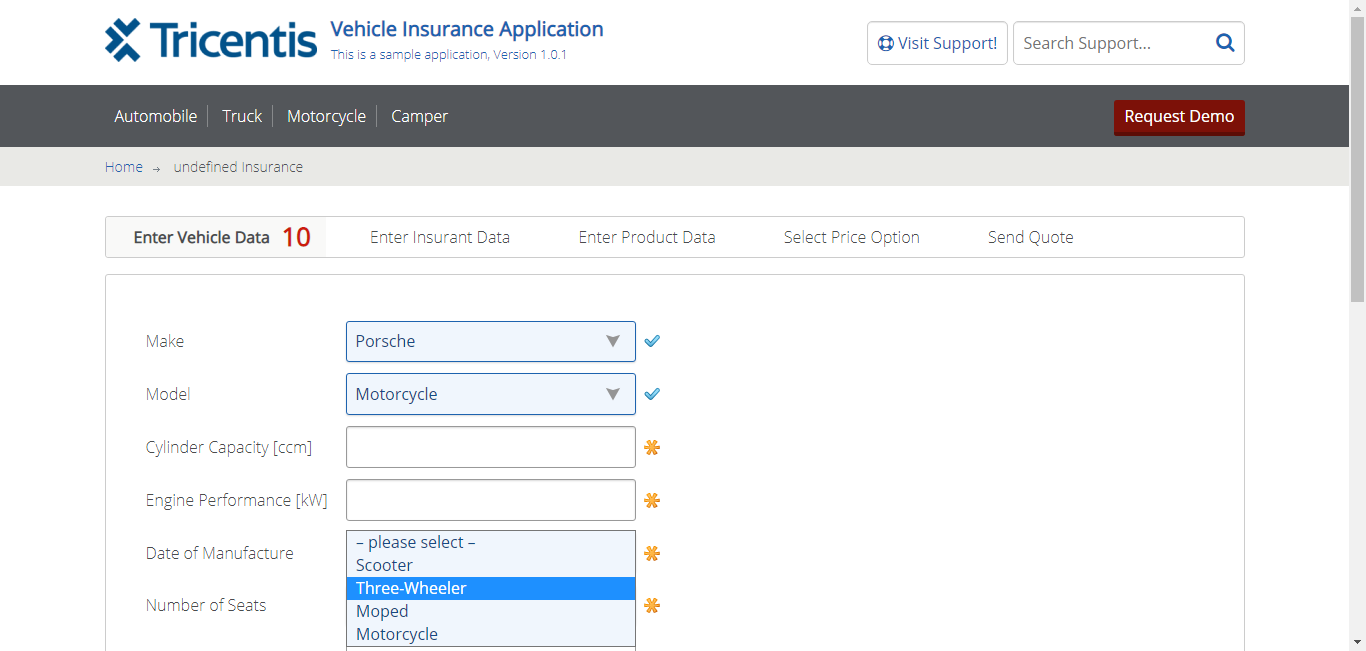 Tricentis
Vehicle Insurance Application
This is a sample application, Version 1.0.1
Visit Support!
Search Support...
Automobile
Truck
Motorcycle
Camper
Request Demo
Home → undefined Insurance
Enter Vehicle Data 10
Enter Insurant Data
Enter Product Data
Select Price Option
Send Quote
Make
Porsche
Model
Motorcycle
Cylinder Capacity [ccm]
Engine Performance [kW]
Date of Manufacture
Number of Seats
– please select –
Scooter
Three-Wheeler
Moped
Motorcycle